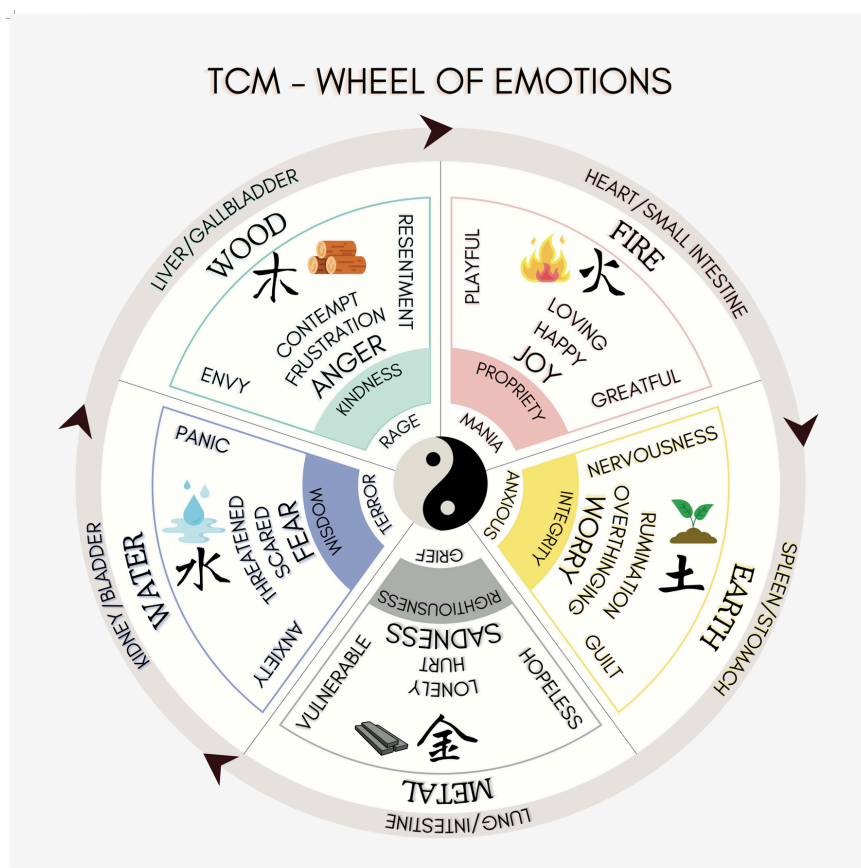 TCM - WHEEL OF EMOTIONS
LIVER/GALLBLADDER
WOOD
木
RESENTMENT
CONTEMPT
FRUSTRATION
ANGER
ENVY
KINDNESS
RAGE
HEART/SMALL INTESTINE
FIRE
火
PLAYFUL
LOVING
HAPPY
JOY
GREATFUL
PROPRIETY
MANIA
SPLEEN/STOMACH
EARTH
土
NERVOUSNESS
RUMINATION
OVERTHINGING
WORRY
GUILT
INTEGRITY
ANXIOUS
LUNG/INTESTINE
METAL
金
HOPELESS
LONELY
HURT
SADNESS
VULNERABLE
RIGHTIOUSNESS
GRIEF
KIDNEY/BLADDER
WATER
水
PANIC
THREATENED
SCARED
FEAR
ANXIETY
WISDOM
TERROR